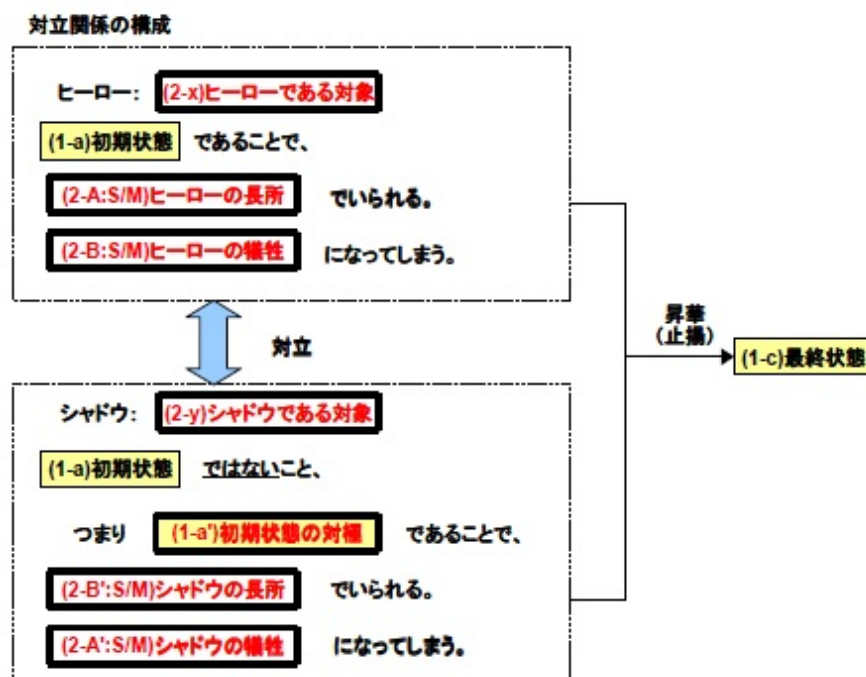 対立関係の構成
ヒーロー： (2-x)ヒーローである対象
(1-a)初期状態 であることで、
(2-A:S/M)ヒーローの長所 でいられる。
(2-B:S/M)ヒーローの犠牲 になってしまう。
対立
昇華
（止揚）
(1-c)最終状態
シャドウ： (2-y)シャドウである対象
(1-a)初期状態 ではないこと、
つまり (1-a')初期状態の対極 であることで、
(2-B':S/M)シャドウの長所 でいられる。
(2-A':S/M)シャドウの犠牲 になってしまう。